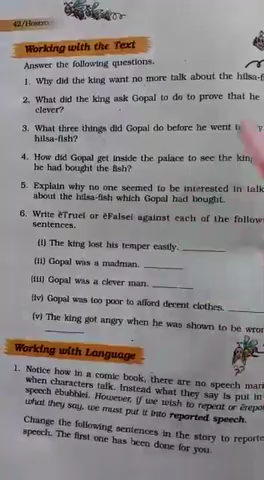 42/Honeco
Working with the Text
Answer the following questions.
1. Why did the king want no more talk about the hilsa-f
2. What did the king ask Gopal to do to prove that he
clever?
3. What three things did Gopal do before he went t y
hilsa-fish?
4. How did Gopal get inside the palace to see the kin
he had bought the fish?
5. Explain why no one seemed to be interested in talk
about the hilsa-fish which Gopal had bought.
6. Write ëTrueí or ëFalseí against each of the follow
sentences.
(i) The king lost his temper easily. ________
(ii) Gopal was a madman. ________
(iii) Gopal was a clever man. ________
(iv) Gopal was too poor to afford decent clothes. ________
(v) The king got angry when he was shown to be wron
________
Working with Language
1. Notice how in a comic book, there are no speech mar
when characters talk. Instead what they say is put in
speech ëbubbleí. However, if we wish to repeat or ërepo
what they say, we must put it into reported speech.
Change the following sentences in the story to reporte
speech. The first one has been done for you.